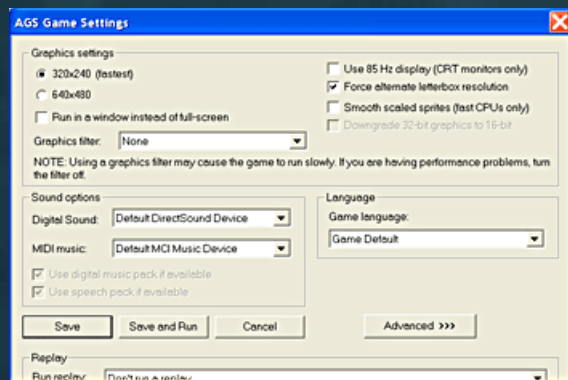 AGS Game Settings
Graphics settings
320x240 (fastest)
640x480
Run in a window instead of full-screen
Use 85 Hz display (CRT monitors only)
Force alternate letterbox resolution
Smooth scaled sprites (fast CPUs only)
Downgrade 32-bit graphics to 16-bit
Graphics filter: None
NOTE: Using a graphics filter may cause the game to run slowly. If you are having performance problems, turn
the filter off.
Sound options
Digital Sound: Default DirectSound Device
MIDI music: Default MCI Music Device
Use digital music pack if available
Use speech pack if available
Language
Game language:
Game Default
Save
Save and Run
Cancel
Advanced >>>
Replay
Run replay: Don't run a replay